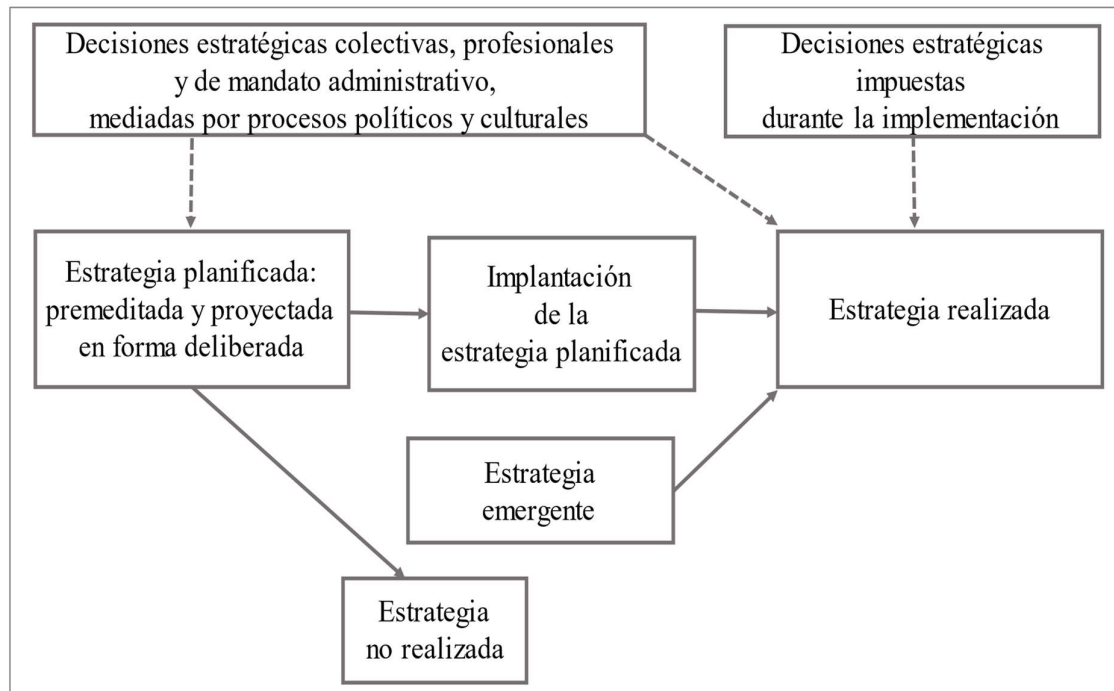 Decisiones estratégicas colectivas, profesionales
y de mandato administrativo,
mediadas por procesos políticos y culturales
Decisiones estratégicas
impuestas
durante la implementación
Estrategia planificada:
premeditada y proyectada
en forma deliberada
Implantación
de la
estrategia planificada
Estrategia realizada
Estrategia
emergente
Estrategia
no realizada